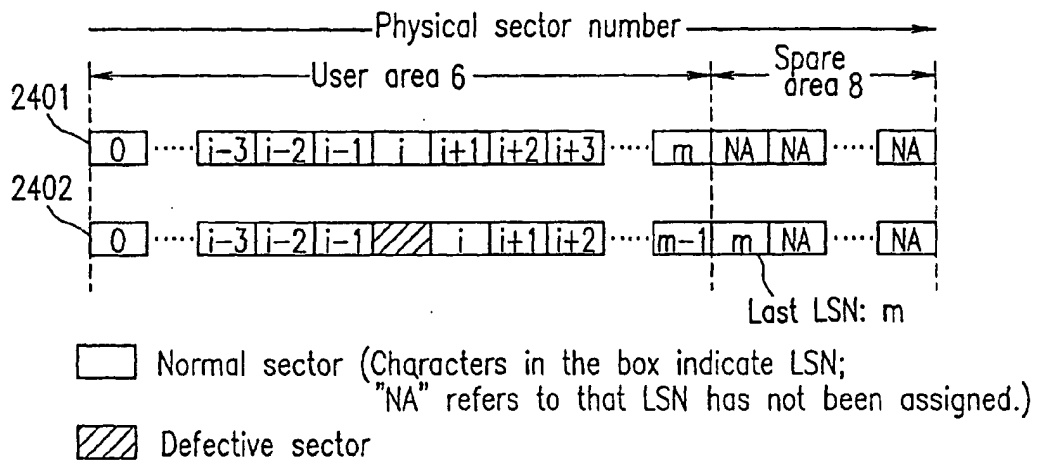 Physical sector number
User area 6
Spare area 8
2401
0 ..... i-3 i-2 i-1 i i+1 i+2 i+3 ..... m NA NA ..... NA
2402
0 ..... i-3 i-2 i-1 i i+1 i+2 ..... m-1 m NA ..... NA
Last LSN: m
Normal sector (Characters in the box indicate LSN;
"NA" refers to that LSN has not been assigned.)
Defective sector